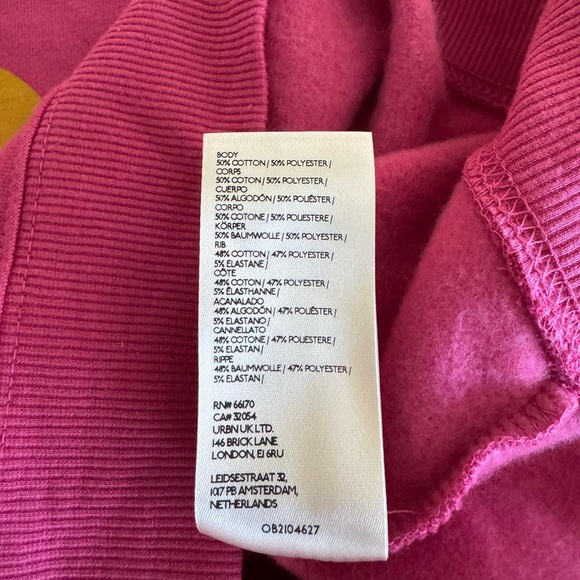 BODY
50% COTTON / 50% POLYESTER /
CORPS
50% COTON / 50% POLYESTER /
CUERPO
50% ALGODÓN / 50% POLIÉSTER /
CORPO
50% COTONE / 50% POLIESTERE /
KÖRPER
50% BAUMWOLLE / 50% POLYESTER /
RIB
48% COTTON / 47% POLYESTER /
5% ELASTANE /
CÔTE
48% COTON / 47% POLYESTER /
5% ÉLASTHANNE /
ACANALADO
48% ALGODÓN / 47% POLIÉSTER /
5% ELASTANO /
CANNELLATO
48% COTONE / 47% POLIESTERE /
5% ELASTAN /
RIPPE
48% BAUMWOLLE / 47% POLYESTER /
5% ELASTAN /
RN# 66170
CA# 32054
URBN UK LTD.
146 BRICK LANE
LONDON, E1 6RU
LEIDSESTRAAT 32,
1017 PB AMSTERDAM,
NETHERLANDS
OB2104627